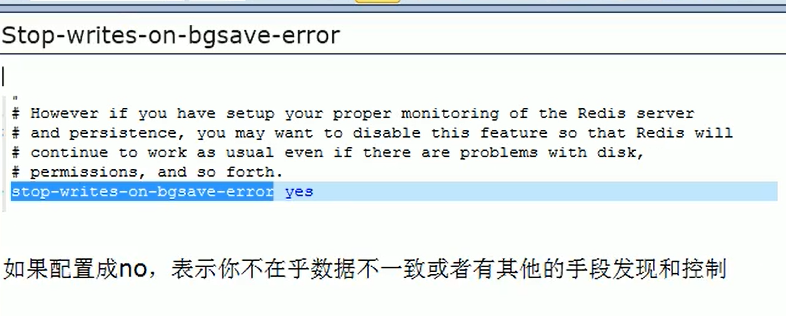 Stop-writes-on-bgsave-error
#
# However if you have setup your proper monitoring of the Redis server
# and persistence, you may want to disable this feature so that Redis will
# continue to work as usual even if there are problems with disk,
# permissions, and so forth.
stop-writes-on-bgsave-error yes
如果配置成no，表示你不在乎数据不一致或者有其他的手段发现和控制